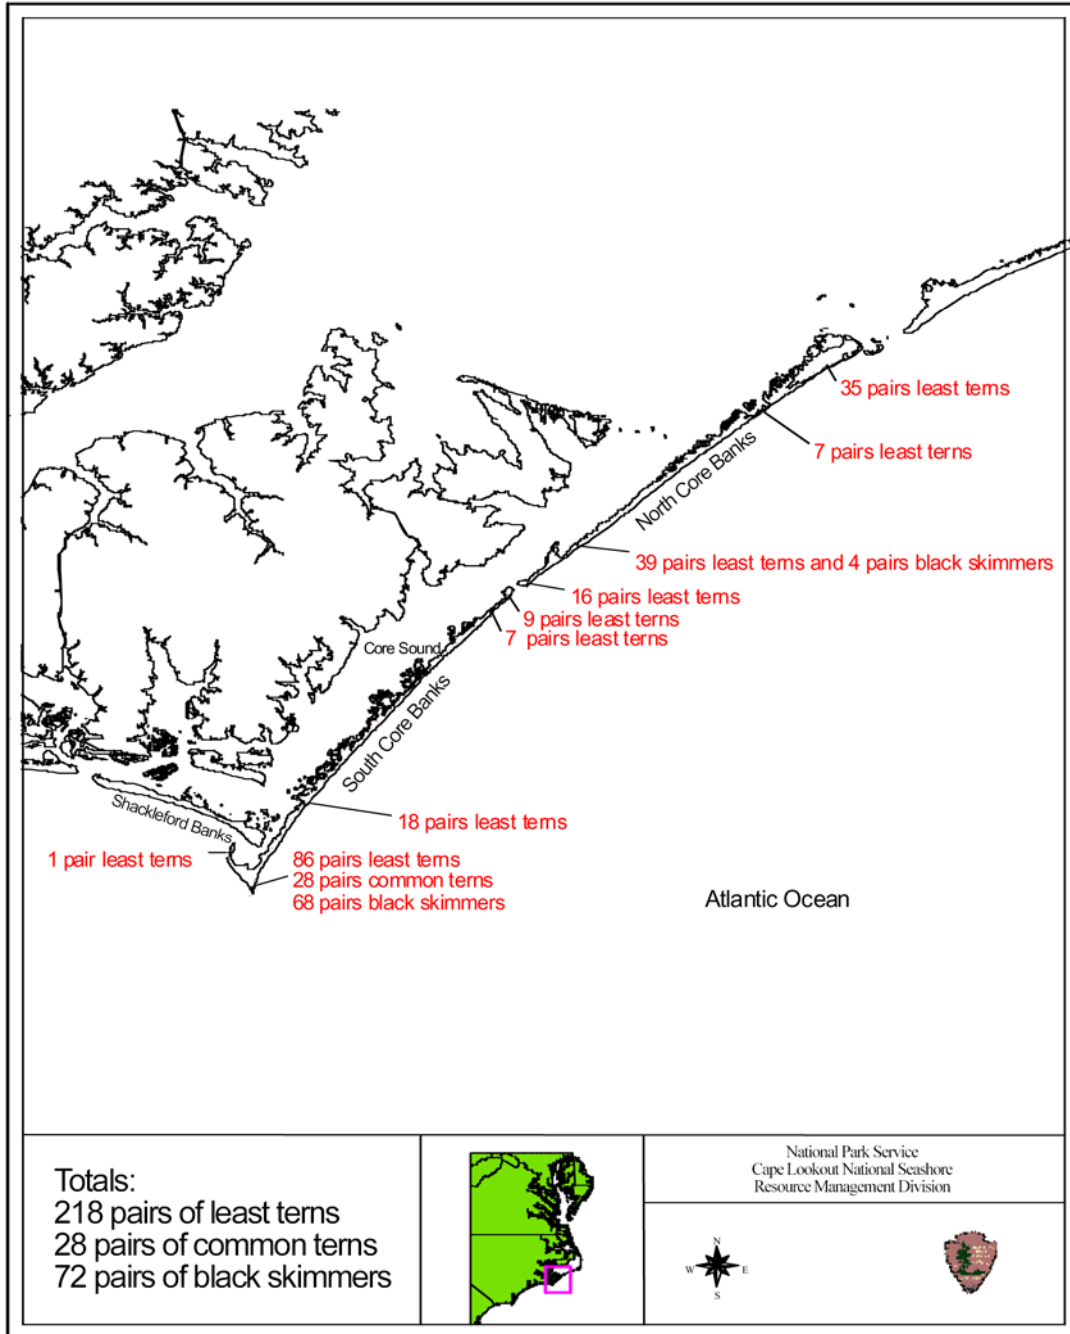 35 pairs least terns
7 pairs least terns
North Core Banks
39 pairs least terns and 4 pairs black skimmers
16 pairs least terns
9 pairs least terns
7 pairs least terns
Core Sound
South Core Banks
18 pairs least terns
Shackleford Banks
1 pair least terns
86 pairs least terns
28 pairs common terns
68 pairs black skimmers
Atlantic Ocean
Totals:
218 pairs of least terns
28 pairs of common terns
72 pairs of black skimmers
National Park Service
Cape Lookout National Seashore
Resource Management Division
N
W E
S